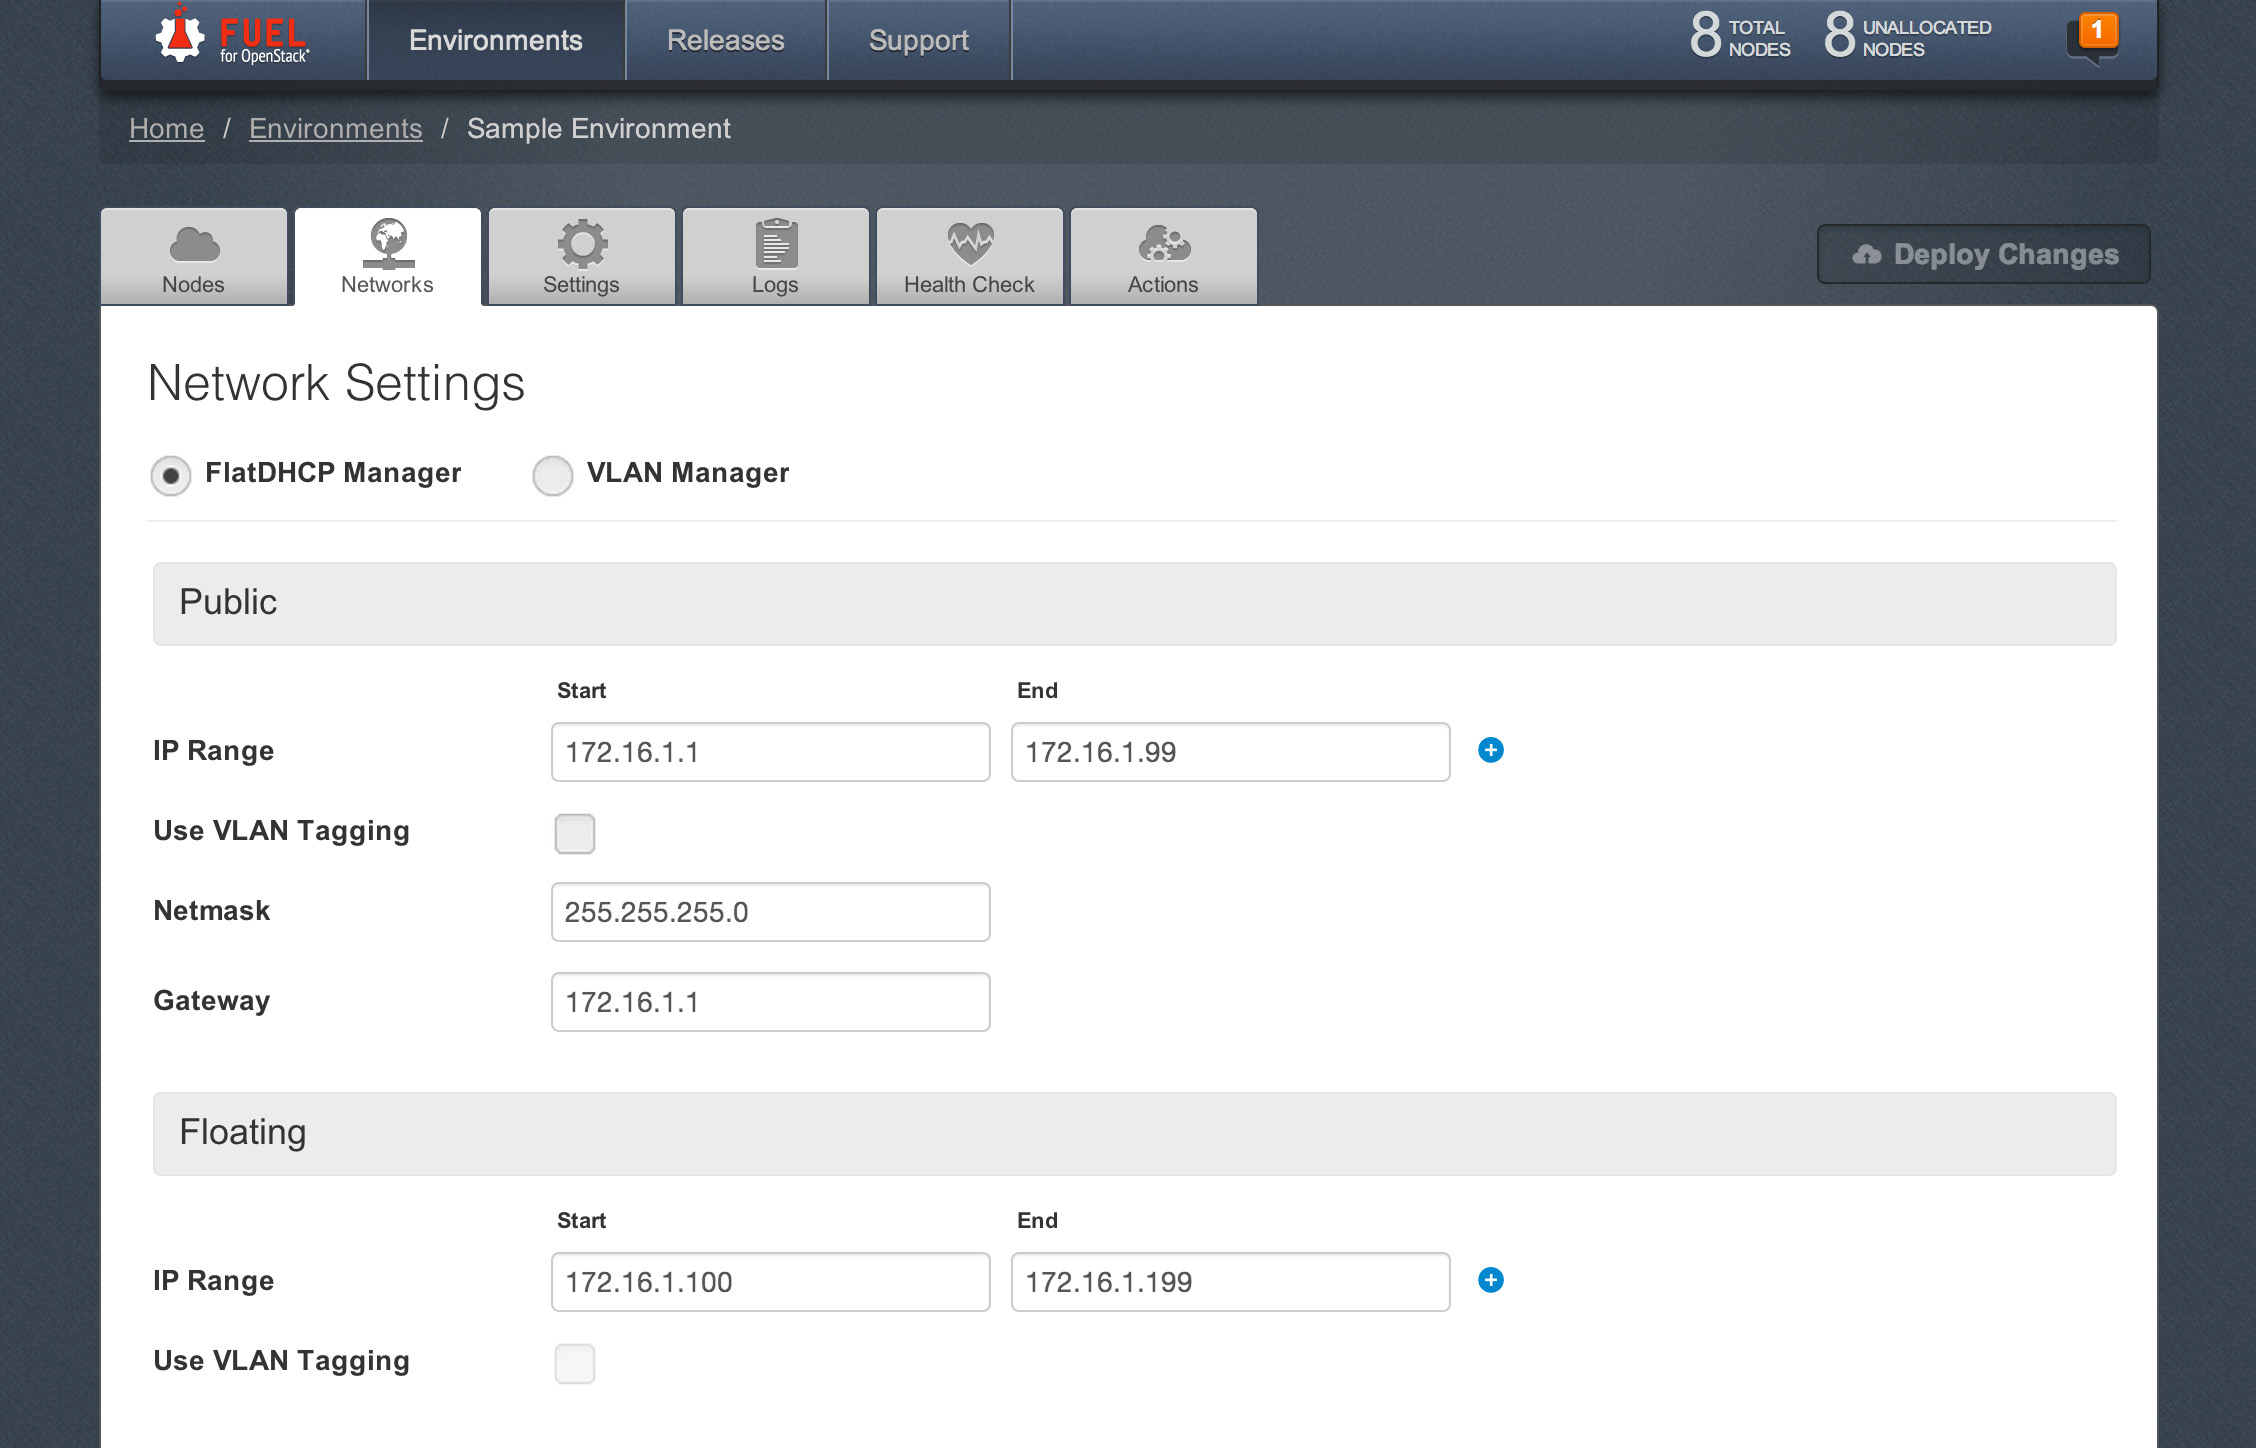 FUEL
for OpenStack
Environments
Releases
Support
8 TOTAL NODES
8 UNALLOCATED NODES
1
Home / Environments / Sample Environment
Nodes
Networks
Settings
Logs
Health Check
Actions
Deploy Changes
Network Settings
FlatDHCP Manager
VLAN Manager
Public
Start End
IP Range 172.16.1.1 172.16.1.99
Use VLAN Tagging
Netmask 255.255.255.0
Gateway 172.16.1.1
Floating
Start End
IP Range 172.16.1.100 172.16.1.199
Use VLAN Tagging